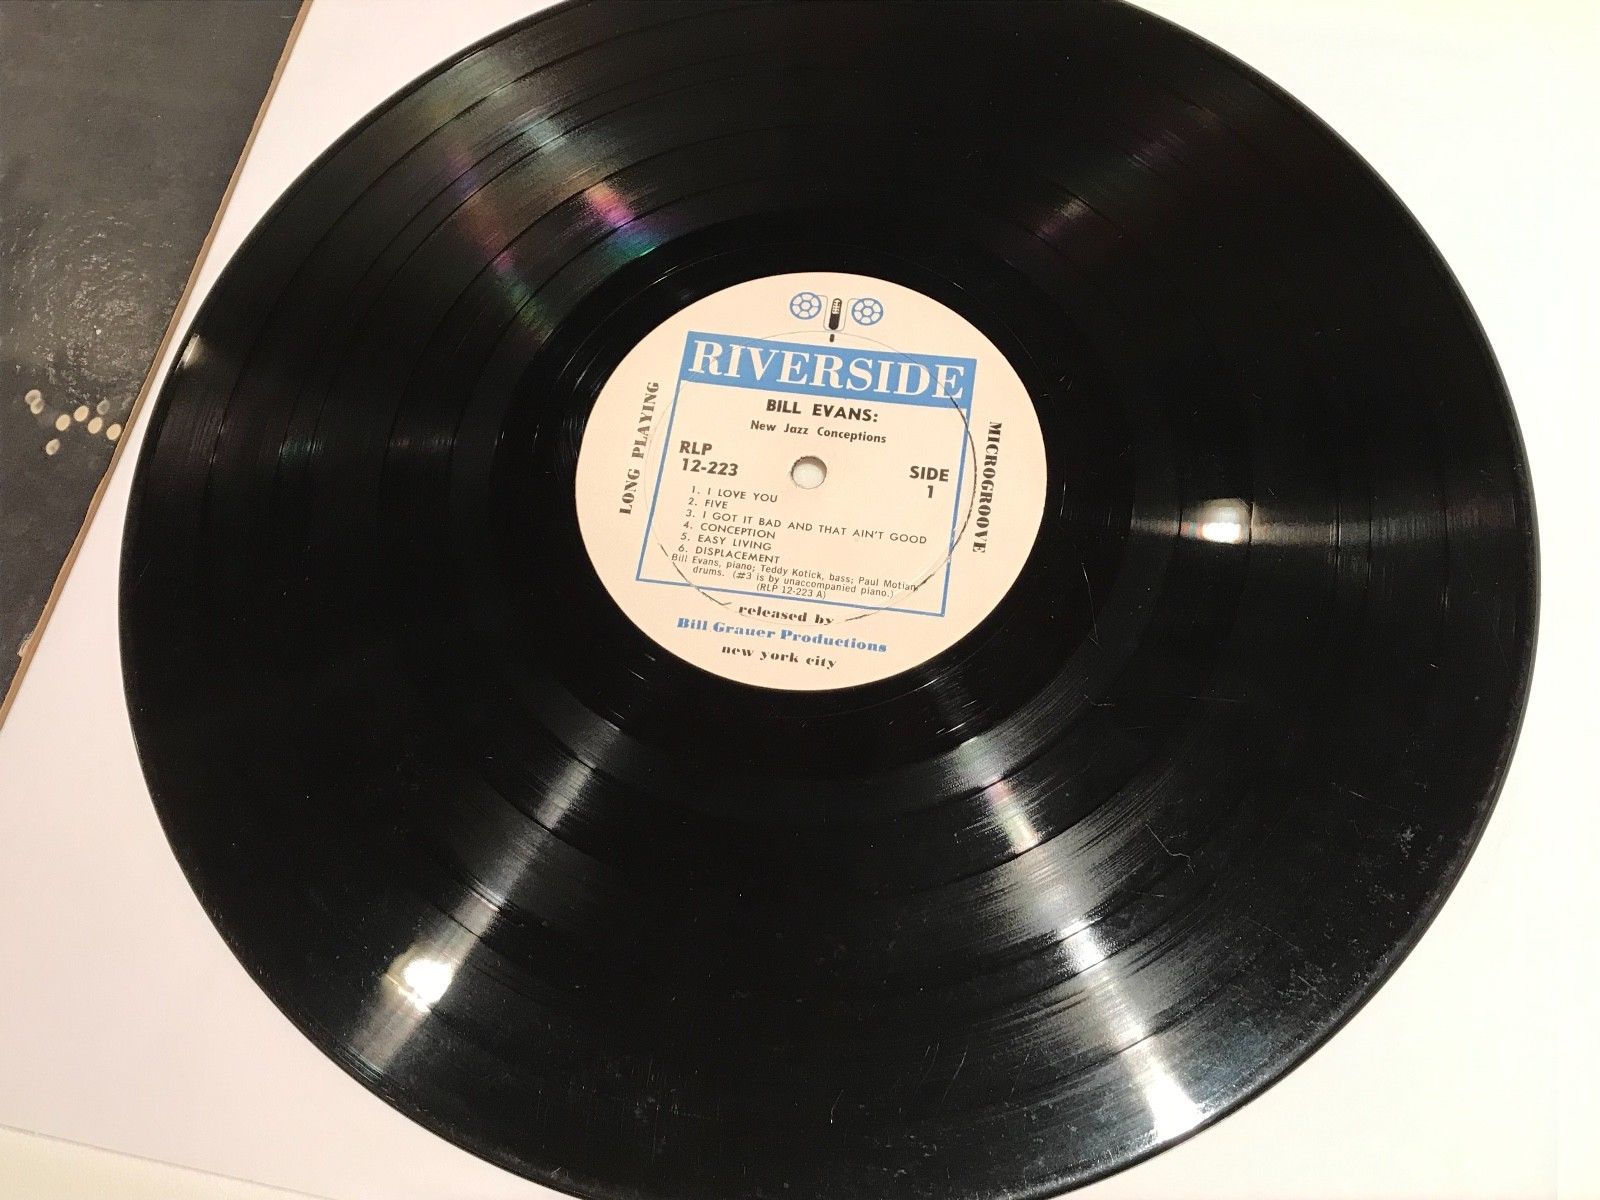 RIVERSIDE
LONG PLAYING
MICROGROOVE
BILL EVANS:
New Jazz Conceptions
RLP
12-223
SIDE
1
1. I LOVE YOU
2. FIVE
3. I GOT IT BAD AND THAT AIN'T GOOD
4. CONCEPTION
5. EASY LIVING
6. DISPLACEMENT
Bill Evans, piano; Teddy Kotick, bass; Paul Motian,
drums. (#3 is by unaccompanied piano.)
(RLP 12-223 A)
released by
Bill Grauer Productions
new york city